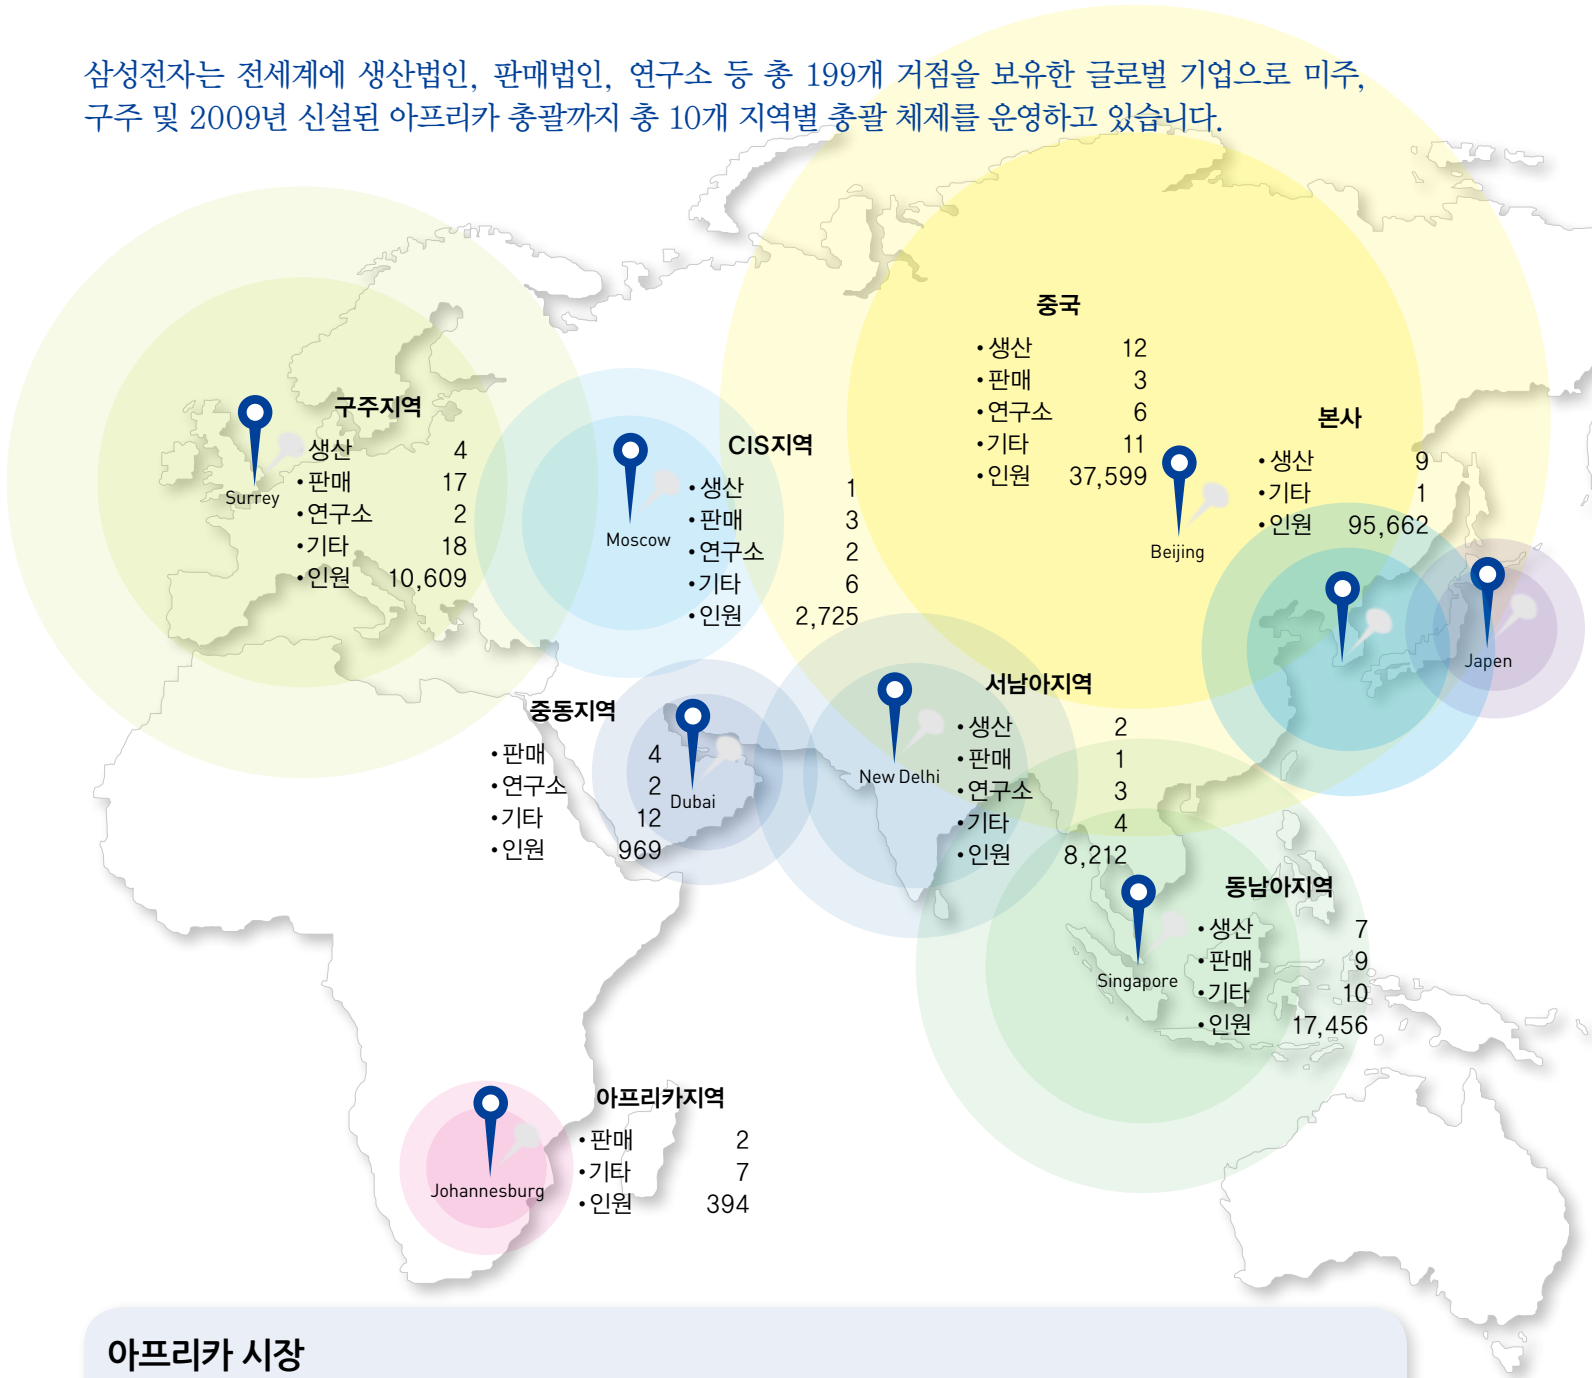 삼성전자는 전세계에 생산법인, 판매법인, 연구소 등 총 199개 거점을 보유한 글로벌 기업으로 미주,
구주 및 2009년 신설된 아프리카 총괄까지 총 10개 지역별 총괄 체제를 운영하고 있습니다.
구주지역
생산 4
•판매 17
•연구소 2
•기타 18
•인원 10,609
Surrey
CIS지역
•생산 1
•판매 3
•연구소 2
•기타 6
•인원 2,725
Moscow
중국
•생산 12
•판매 3
•연구소 6
•기타 11
•인원 37,599
Beijing
본사
•생산 9
•기타 1
•인원 95,662
Japen
중동지역
•판매 4
•연구소 2
•기타 12
•인원 969
Dubai
서남아지역
•생산 2
•판매 1
•연구소 3
•기타 4
•인원 8,212
New Delhi
동남아지역
•생산 7
•판매 9
•기타 10
•인원 17,456
Singapore
아프리카지역
•판매 2
•기타 7
•인원 394
Johannesburg
아프리카 시장